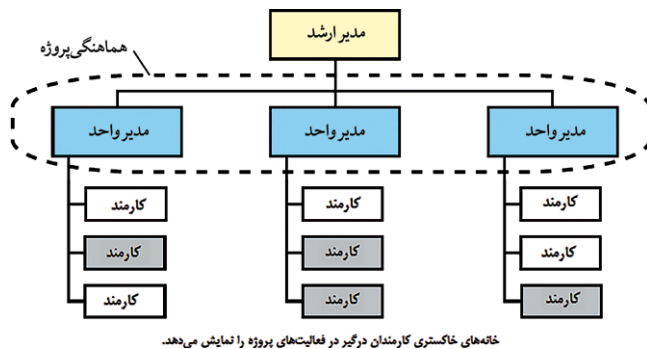 مدیر ارشد
هماهنگی پروژه
مدیر واحد
مدیر واحد
مدیر واحد
کارمند
کارمند
کارمند
کارمند
کارمند
کارمند
کارمند
کارمند
کارمند
خانه‌های خاکستری کارمندان درگیر در فعالیت‌های پروژه را نمایش می‌دهد.